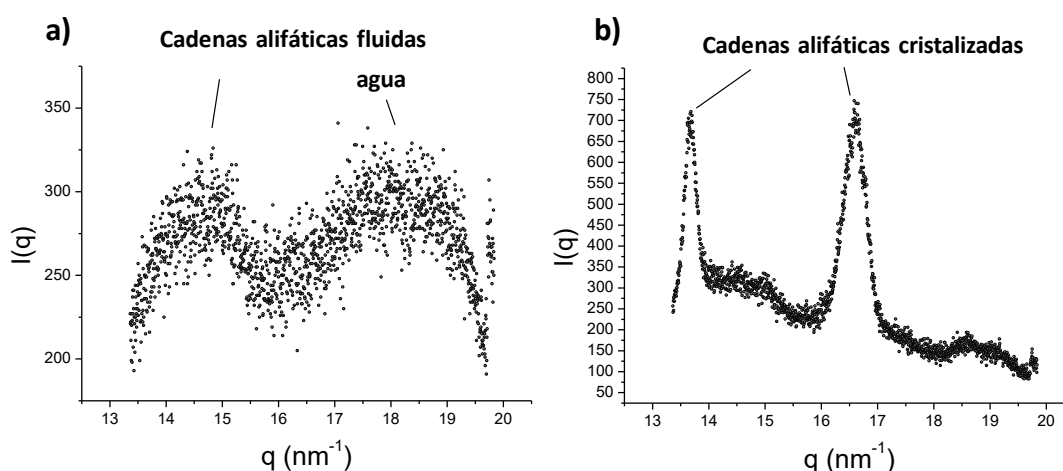 a)
Cadenas alifáticas fluidas
agua
350
300
250
200
I(q)
13 14 15 16 17 18 19 20
q (nm⁻¹)
b)
Cadenas alifáticas cristalizadas
800
750
700
650
600
550
500
450
400
350
300
250
200
150
100
50
I(q)
13 14 15 16 17 18 19 20
q (nm⁻¹)